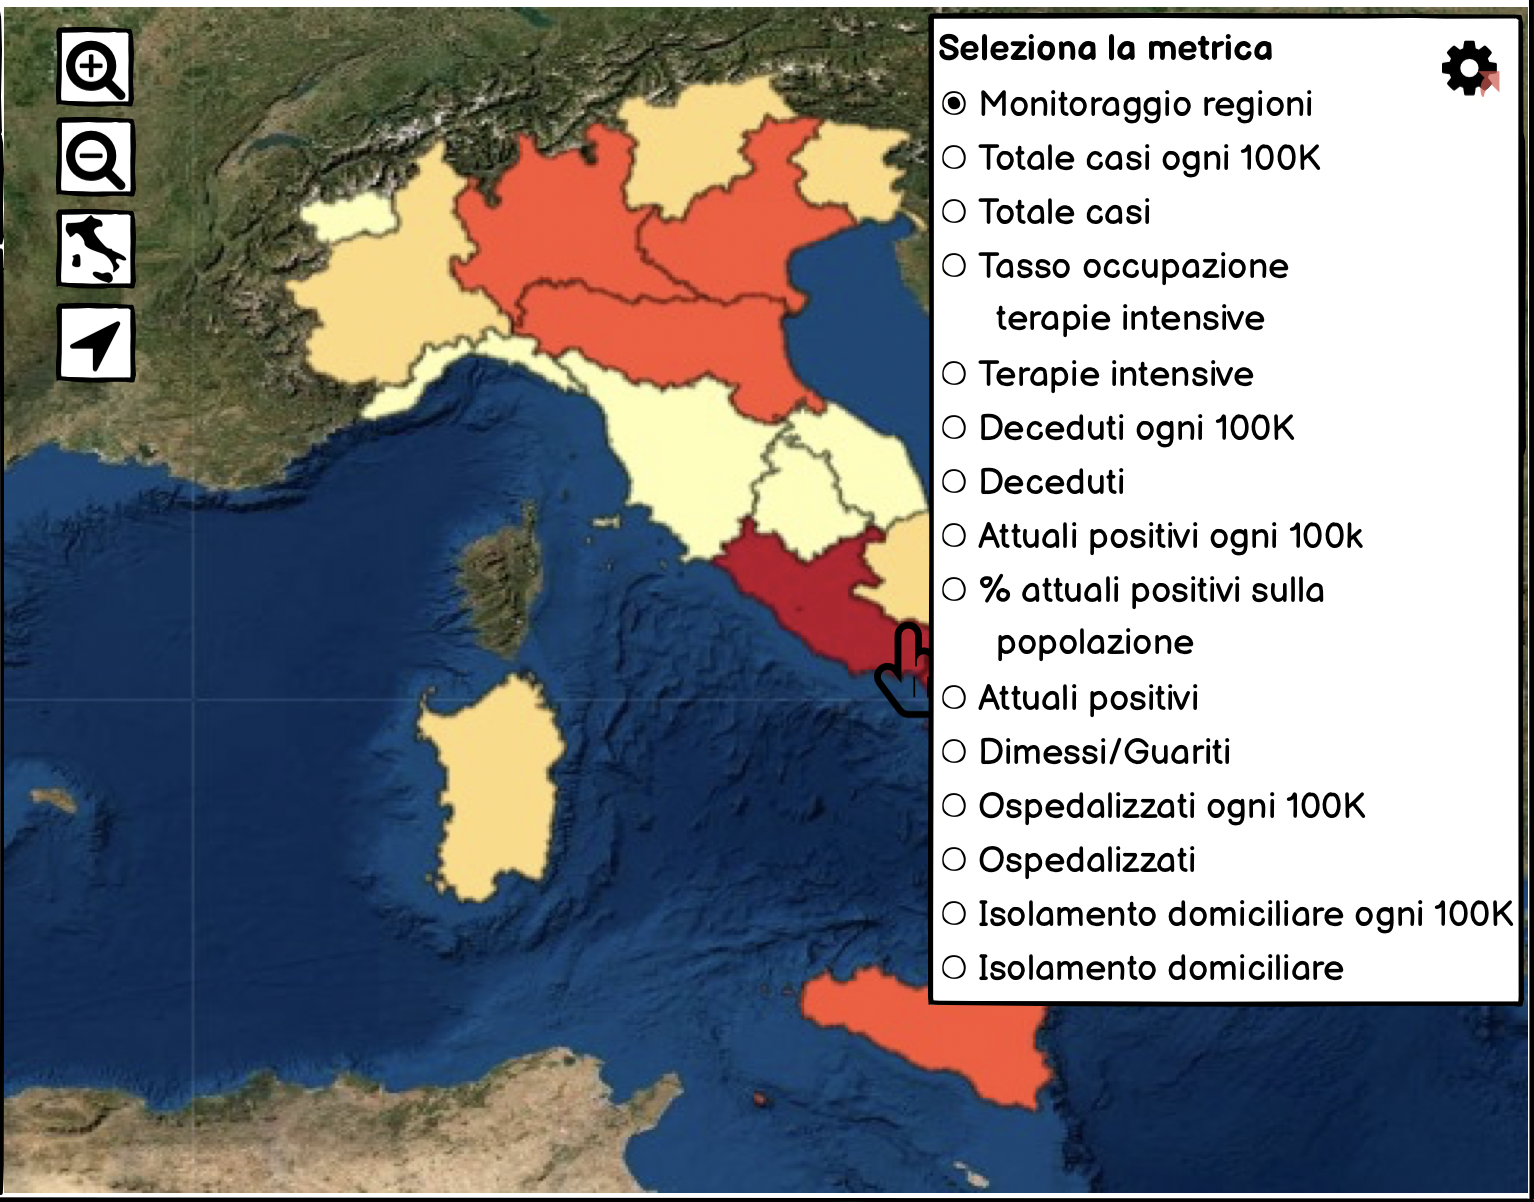 Seleziona la metrica
Monitoraggio regioni
Totale casi ogni 100K
Totale casi
Tasso occupazione
terapie intensive
Terapie intensive
Deceduti ogni 100K
Deceduti
Attuali positivi ogni 100k
% attuali positivi sulla
popolazione
Attuali positivi
Dimessi/Guariti
Ospedalizzati ogni 100K
Ospedalizzati
Isolamento domiciliare ogni 100K
Isolamento domiciliare